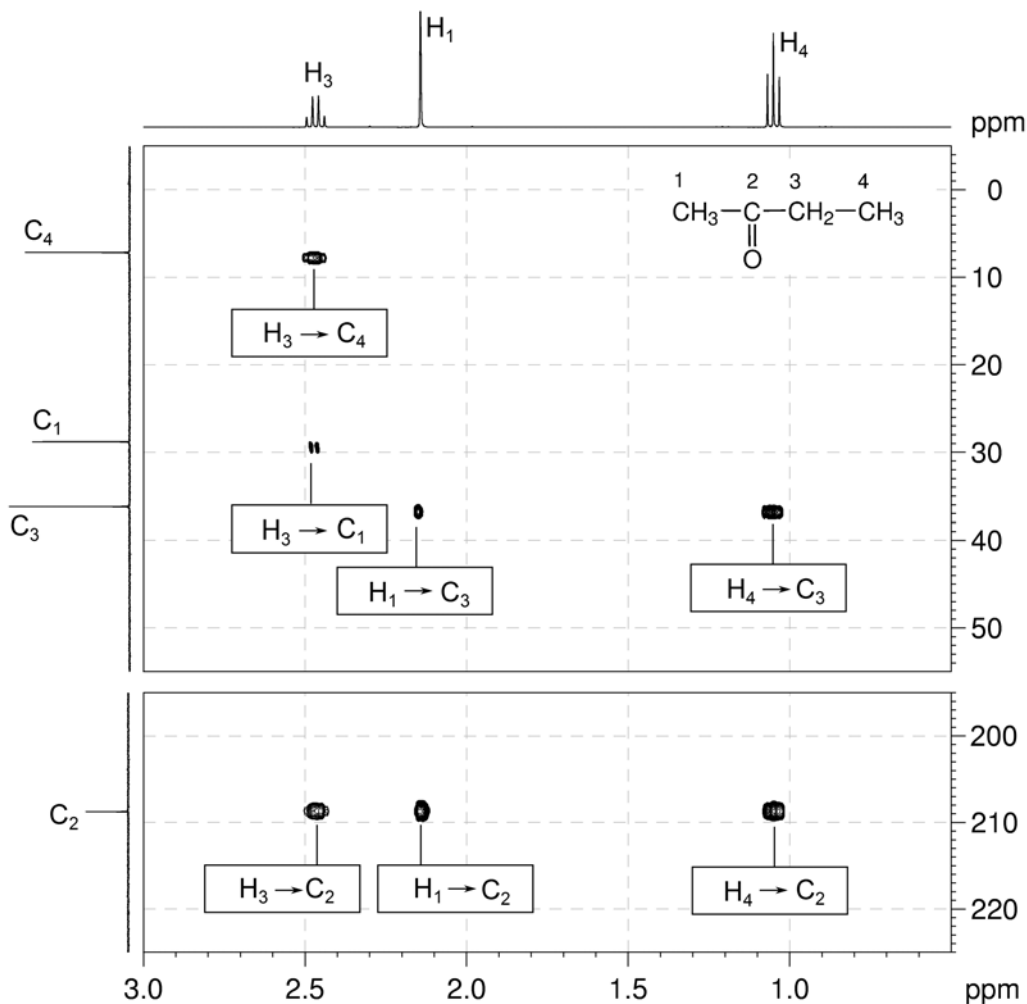 H₁
H₃
H₄
ppm
1 2 3 4
CH₃—C—CH₂—CH₃
O
0
C₄
10
H₃ → C₄
20
C₁
30
C₃
H₃ → C₁
40
H₁ → C₃
H₄ → C₃
50
200
C₂
210
H₃ → C₂
H₁ → C₂
H₄ → C₂
220
3.0 2.5 2.0 1.5 1.0 ppm